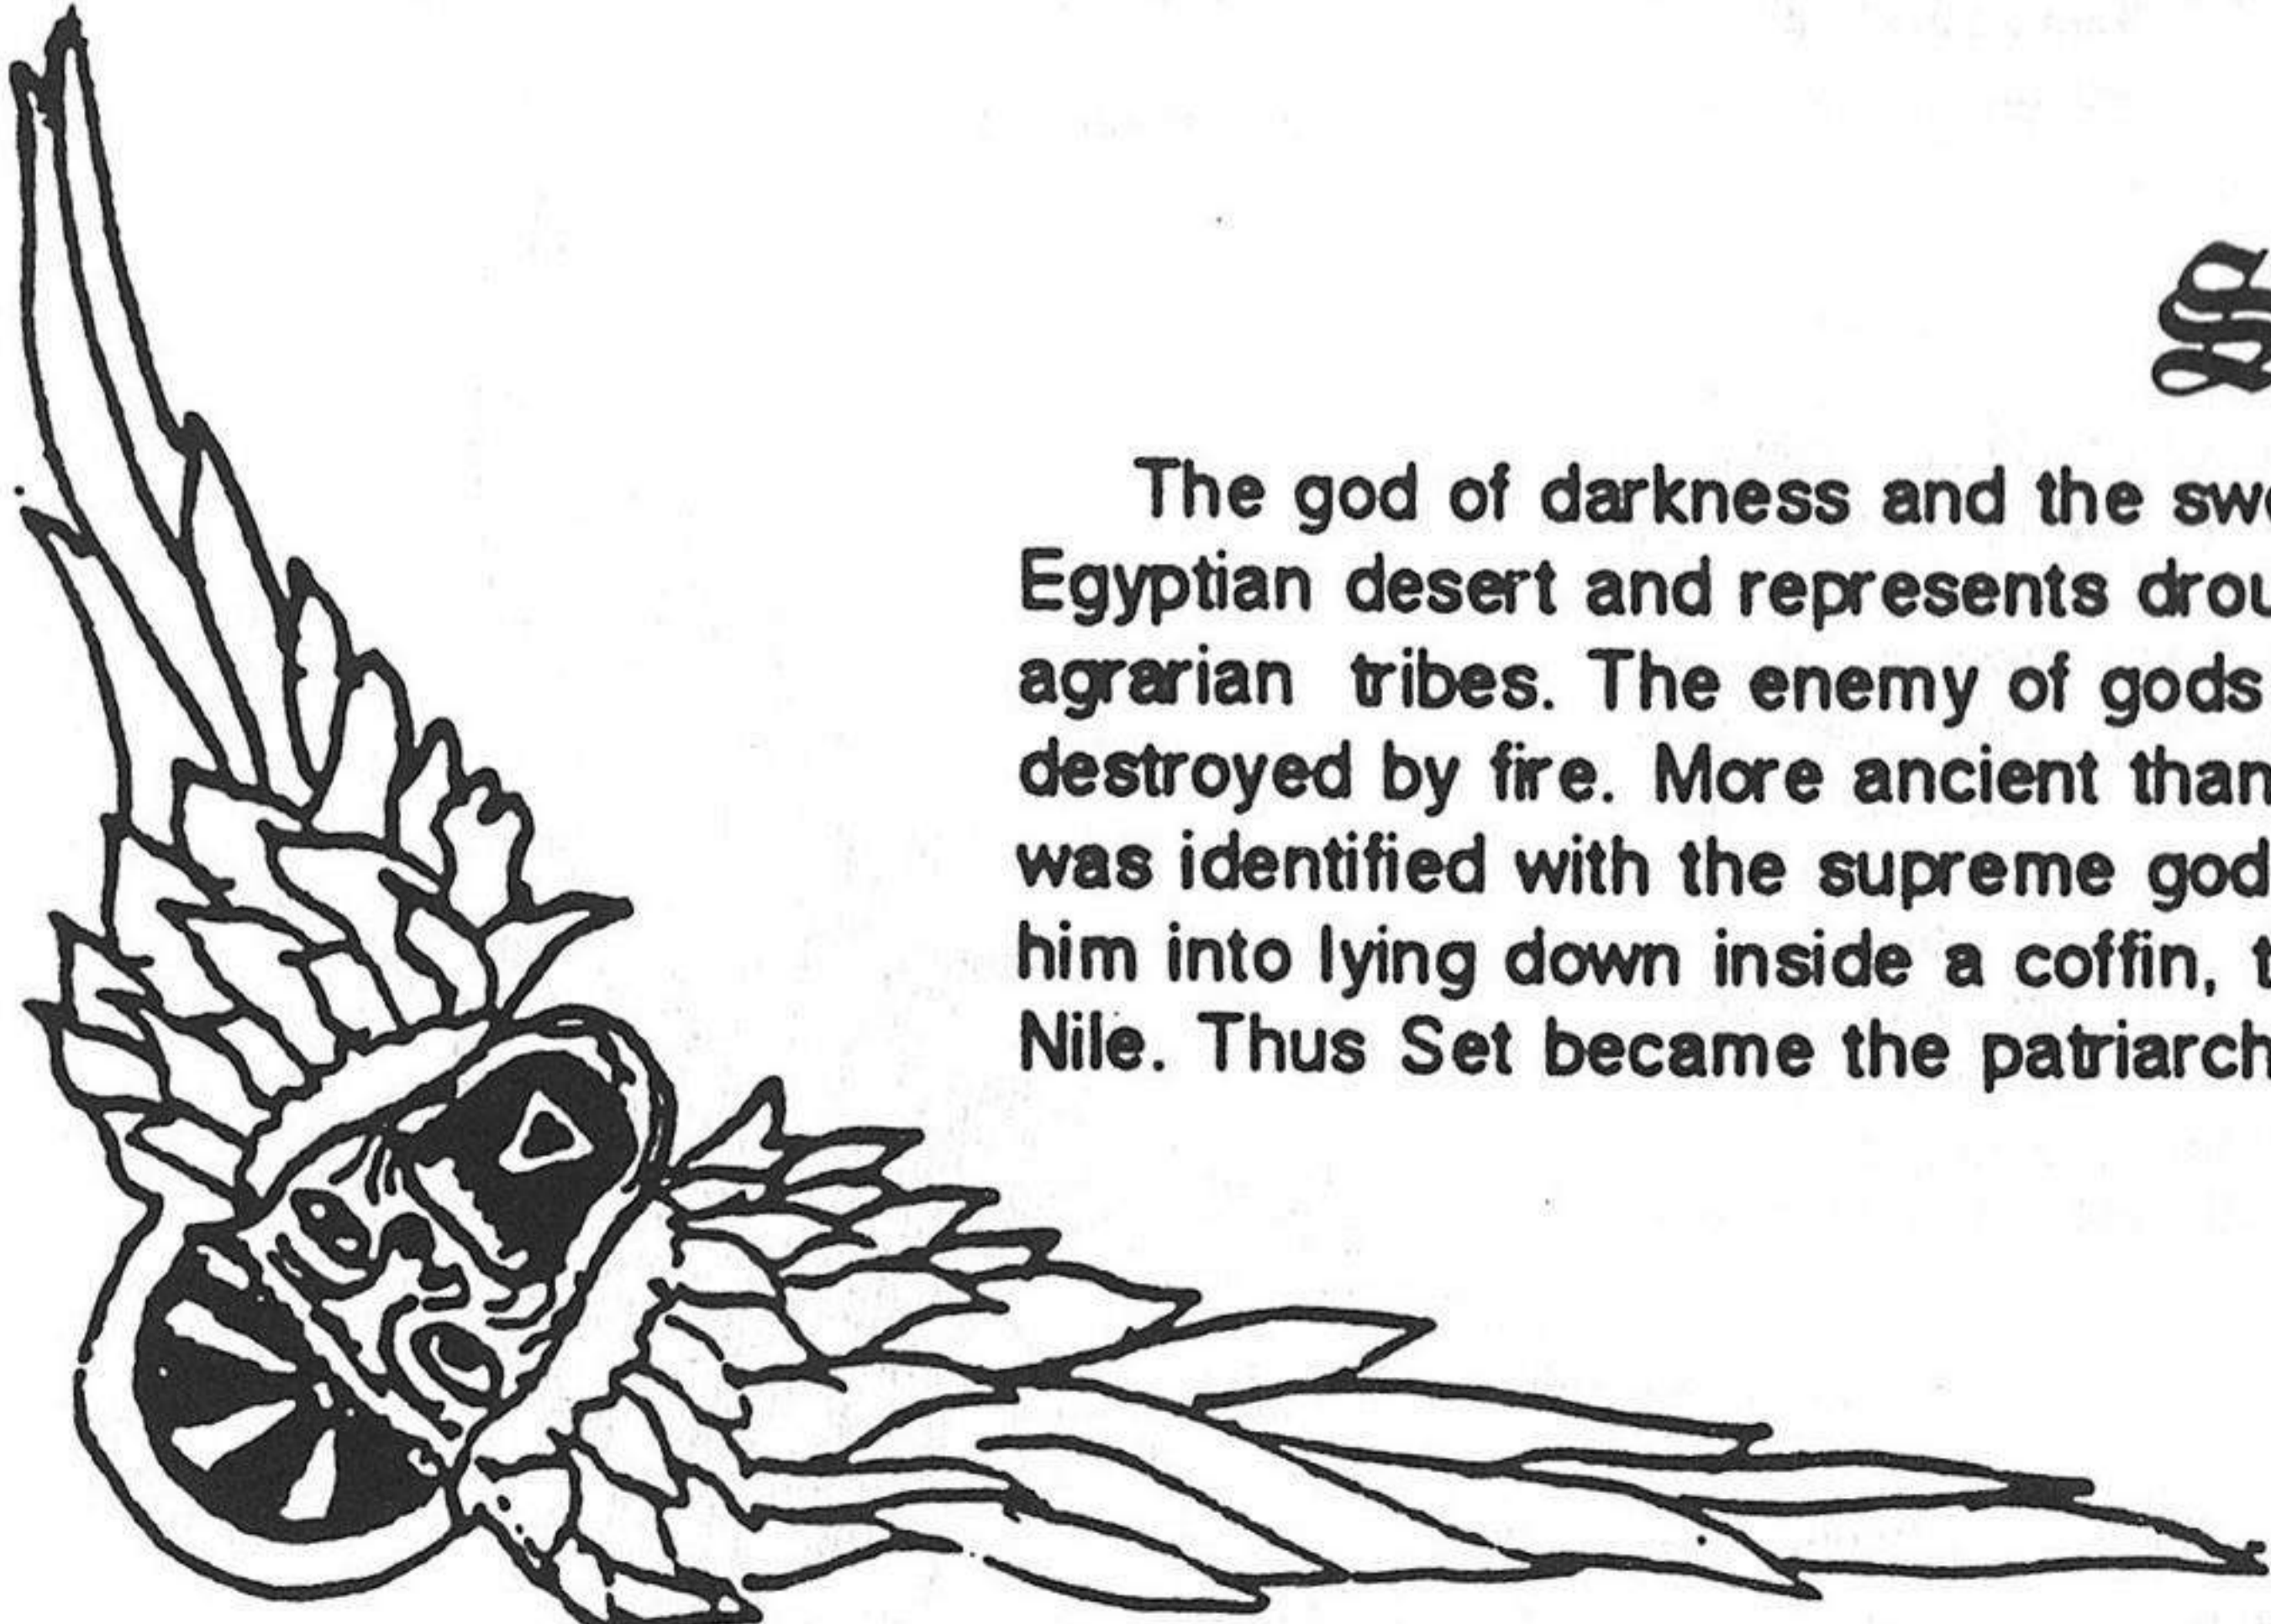 S
The god of darkness and the sw
Egyptian desert and represents drou
agrarian tribes. The enemy of gods
destroyed by fire. More ancient than
was identified with the supreme god
him into lying down inside a coffin, t
Nile. Thus Set became the patriarch